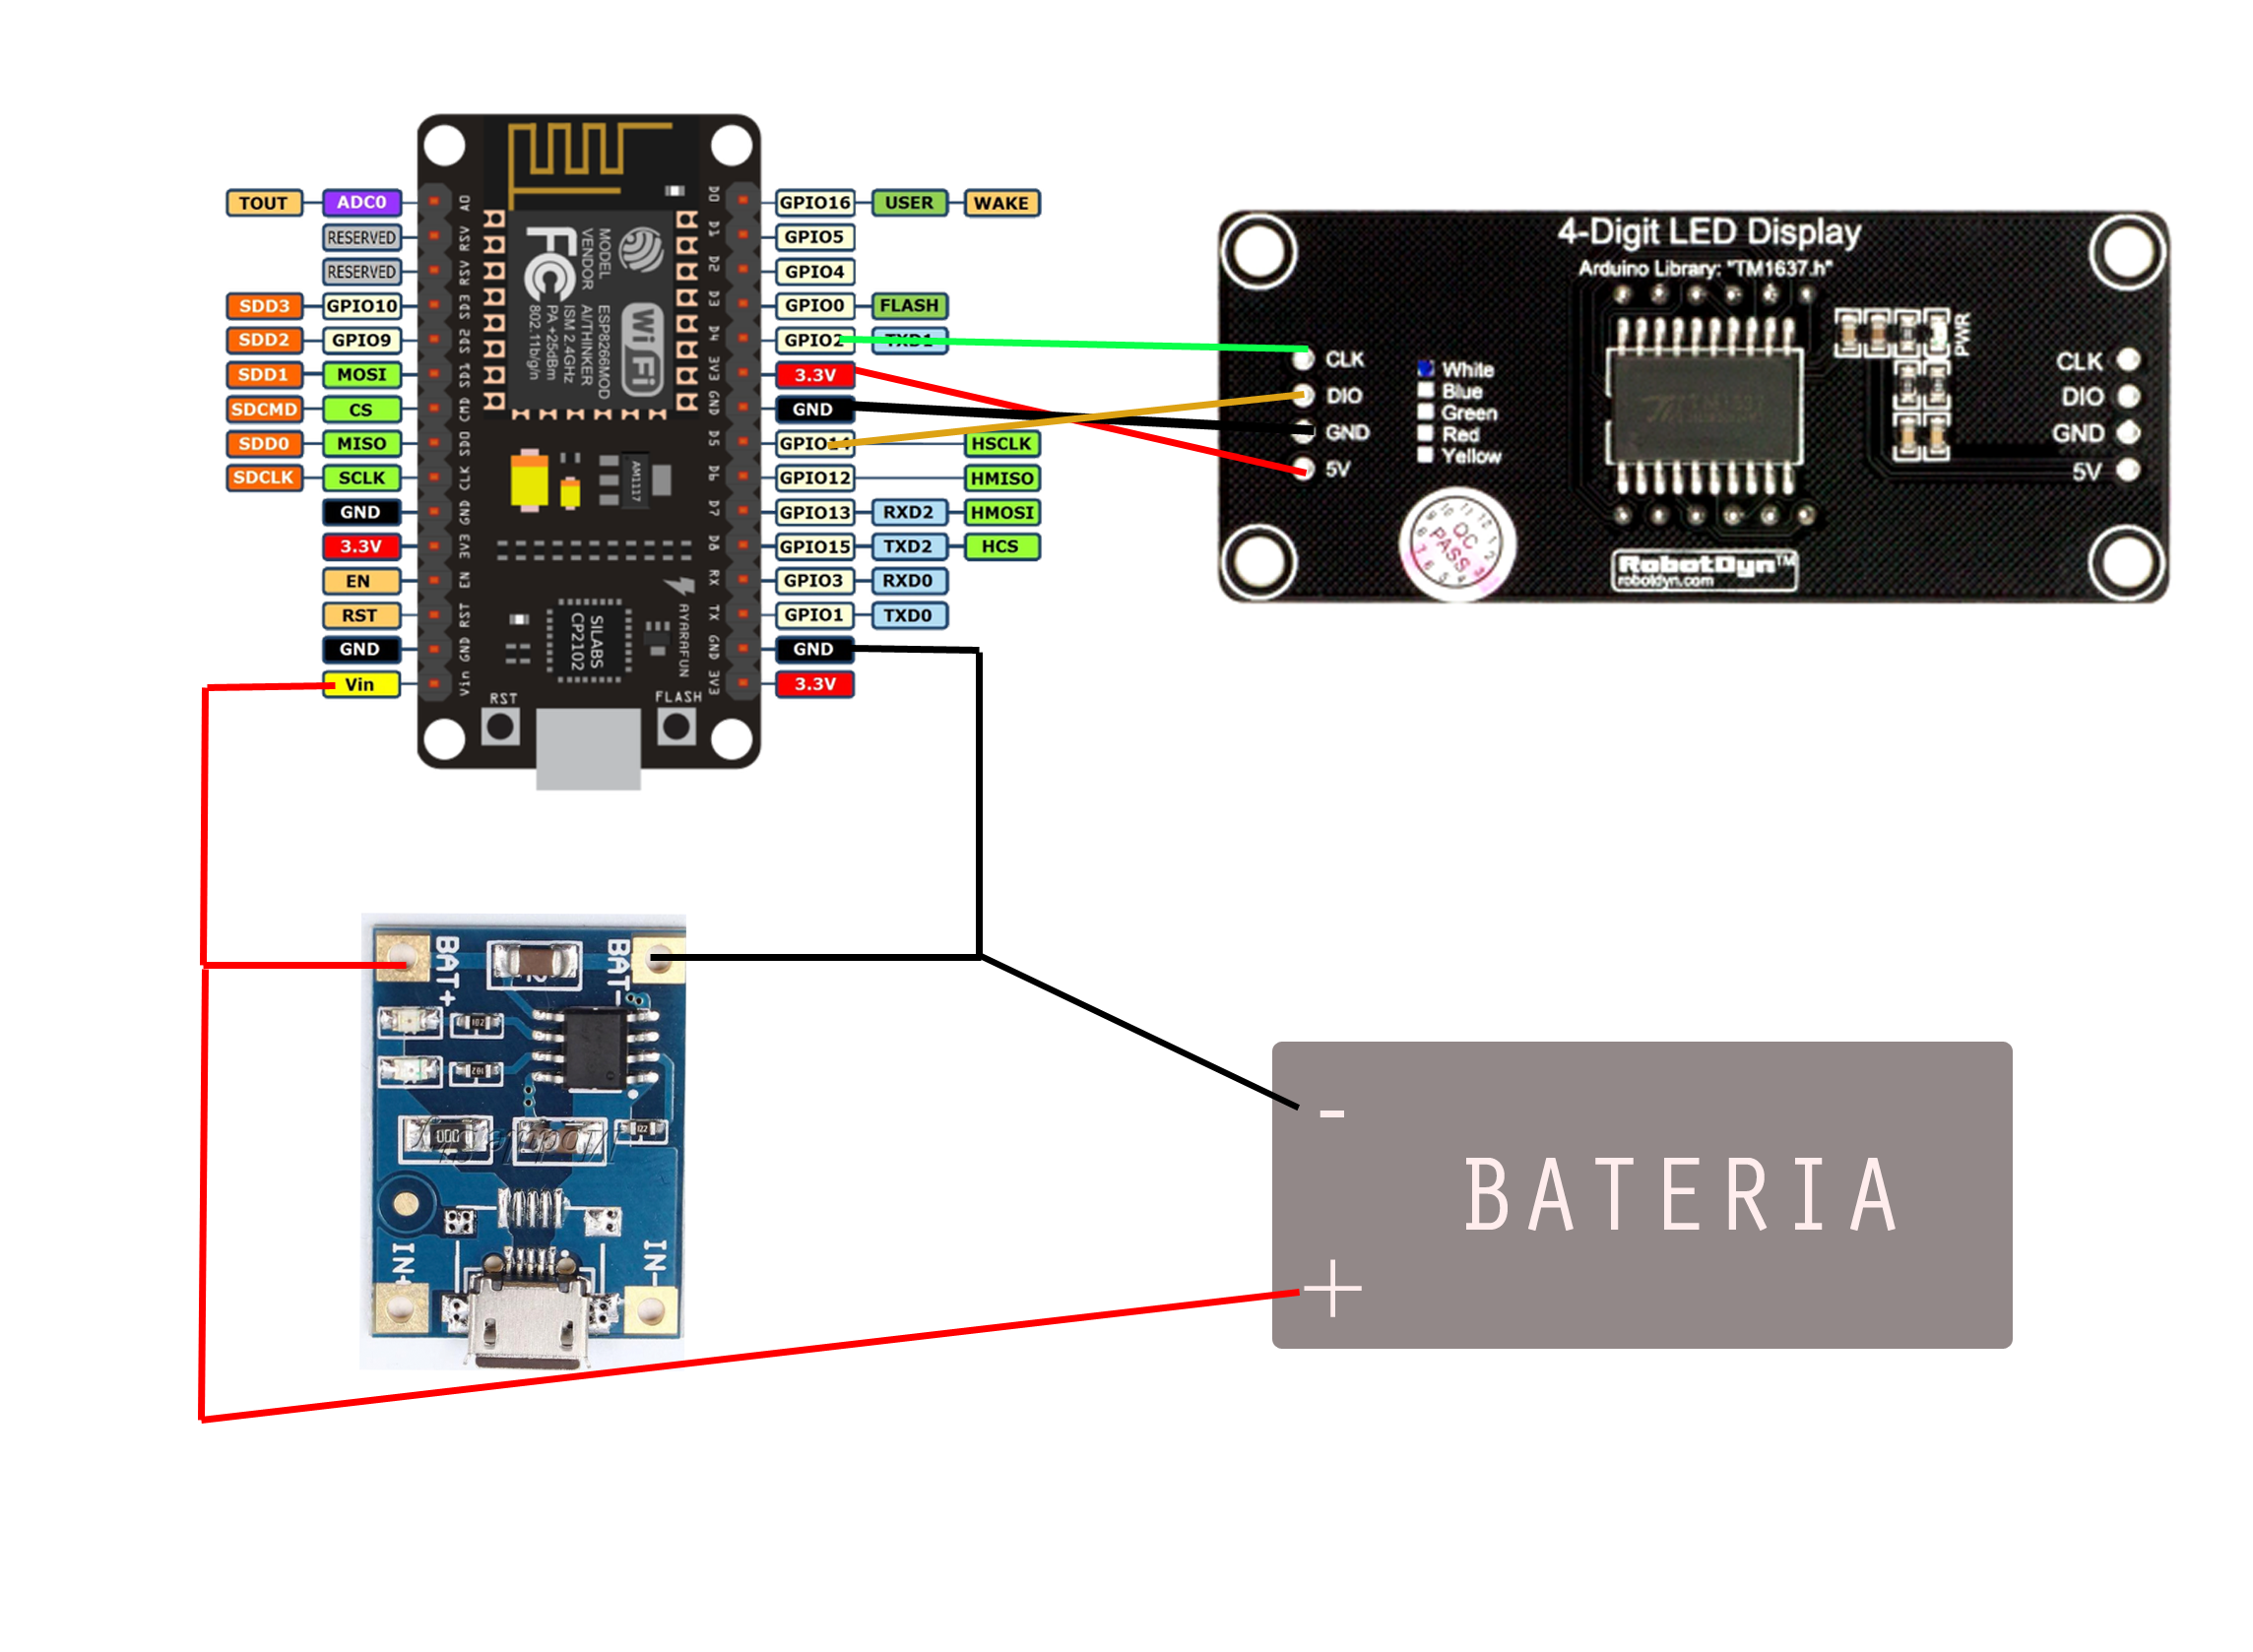 TOUT ADC0
RESERVED
RESERVED
SDD3 GPIO10
SDD2 GPIO9
SDD1 MOSI
SDCMD CS
SDD0 MISO
SDCLK SCLK
GND
3.3V
EN
RST
GND
Vin
A0
RSV
RSV
SD3
SD2
SD1
CMD
SD0
CLK
GND
3V3
EN
RST
GND
Vin
MODEL
VENDOR
ESP8266MOD
AI/THINKER
ISM 2.4GHz
PA +25dBm
802.11b/g/n
FC
Wi Fi
AM1117
SILABS
CP2102
AYARAFUN
RST
FLASH
D0
D1
D2
D3
D4
3V3
GND
D5
D6
D7
D8
RX
TX
GND
3V3
GPIO16 USER WAKE
GPIO5
GPIO4
GPIO0 FLASH
GPIO2 TXD1
3.3V
GND
GPIO14 HSCLK
GPIO12 HMISO
GPIO13 RXD2 HMOSI
GPIO15 TXD2 HCS
GPIO3 RXD0
GPIO1 TXD0
GND
3.3V
4-Digit LED Display
Arduino Library: "TM1637.h"
PWR
CLK
DIO
GND
5V
White
Blue
Green
Red
Yellow
CLK
DIO
GND
5V
QC
PASS
RobotDyn™
robotdyn.com
BAT+
BAT-
IN+
IN-
-
BATERIA
+